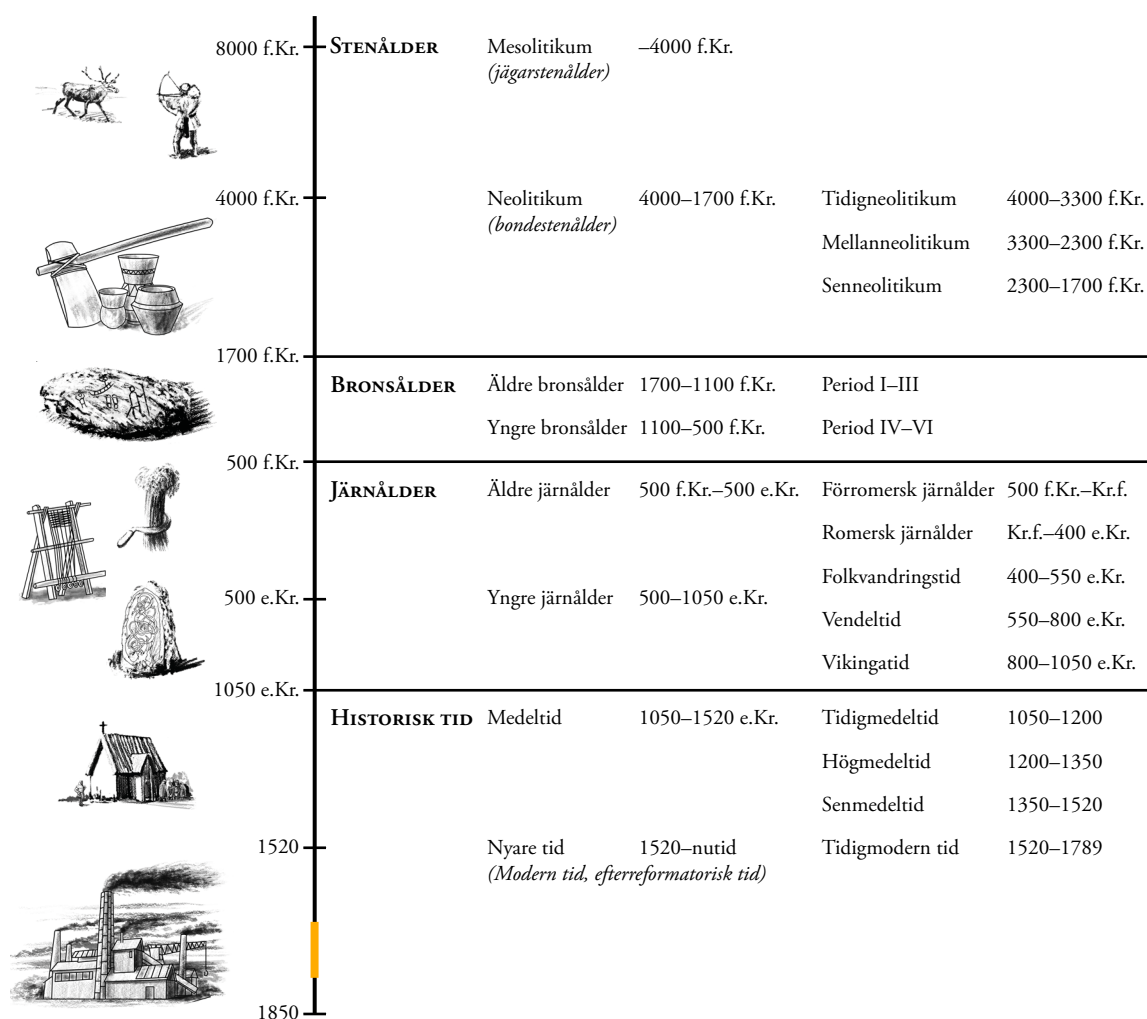 8000 f.Kr. STENÅLDER Mesolitikum –4000 f.Kr.
(jägarstenålder)
4000 f.Kr. Neolitikum 4000–1700 f.Kr. Tidigneolitikum 4000–3300 f.Kr.
(bondestenålder)
Mellanneolitikum 3300–2300 f.Kr.
Senneolitikum 2300–1700 f.Kr.
1700 f.Kr.
BRONSÅLDER Äldre bronsålder 1700–1100 f.Kr. Period I–III
Yngre bronsålder 1100–500 f.Kr. Period IV–VI
500 f.Kr.
JÄRNÅLDER Äldre järnålder 500 f.Kr.–500 e.Kr. Förromersk järnålder 500 f.Kr.–Kr.f.
Romersk järnålder Kr.f.–400 e.Kr.
Folkvandringstid 400–550 e.Kr.
500 e.Kr. Yngre järnålder 500–1050 e.Kr.
Vendeltid 550–800 e.Kr.
Vikingatid 800–1050 e.Kr.
1050 e.Kr.
HISTORISK TID Medeltid 1050–1520 e.Kr. Tidigmedeltid 1050–1200
Högmedeltid 1200–1350
Senmedeltid 1350–1520
1520 Nyare tid 1520–nutid Tidigmodern tid 1520–1789
(Modern tid, efterreformatorisk tid)
1850